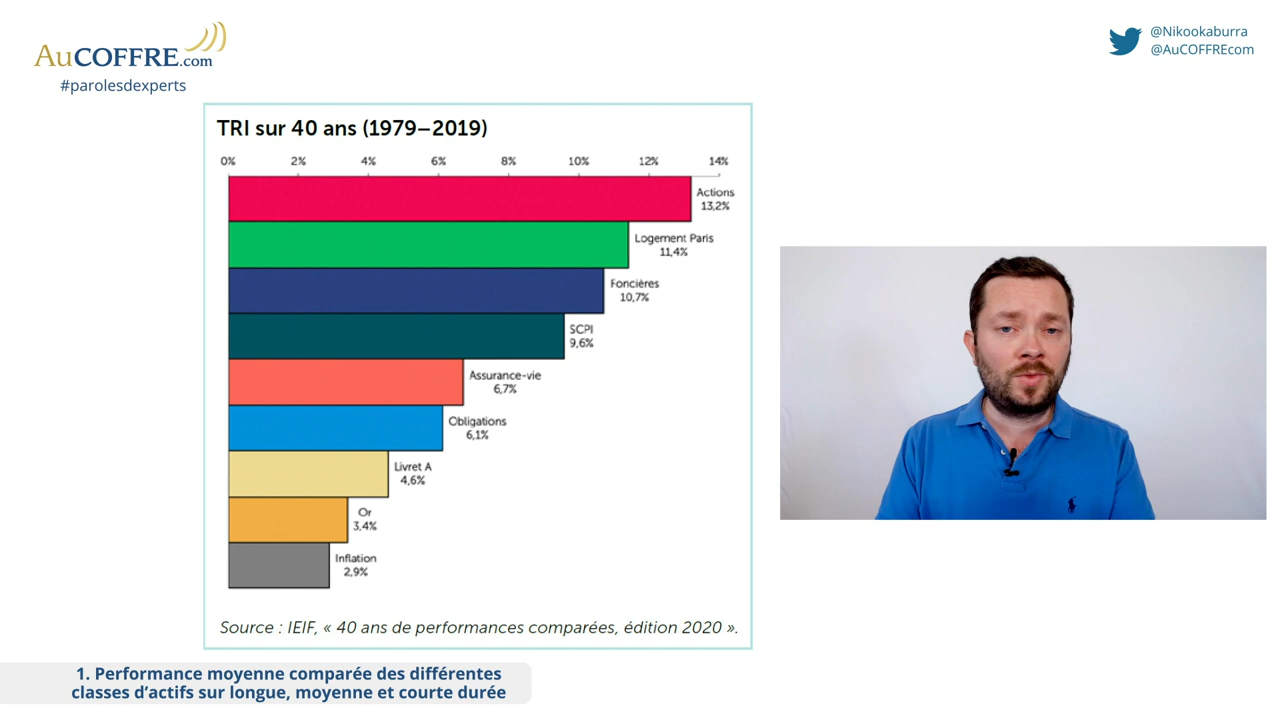 AuCOFFRE.com
#parolesdexperts
@Nikookaburra
@AuCOFFREcom
TRI sur 40 ans (1979–2019)
0% 2% 4% 6% 8% 10% 12% 14%
Actions
13,2%
Logement Paris
11,4%
Foncières
10,7%
SCPI
9,6%
Assurance-vie
6,7%
Obligations
6,1%
Livret A
4,6%
Or
3,4%
Inflation
2,9%
Source : IEIF, « 40 ans de performances comparées, édition 2020 ».
1. Performance moyenne comparée des différentes
classes d’actifs sur longue, moyenne et courte durée